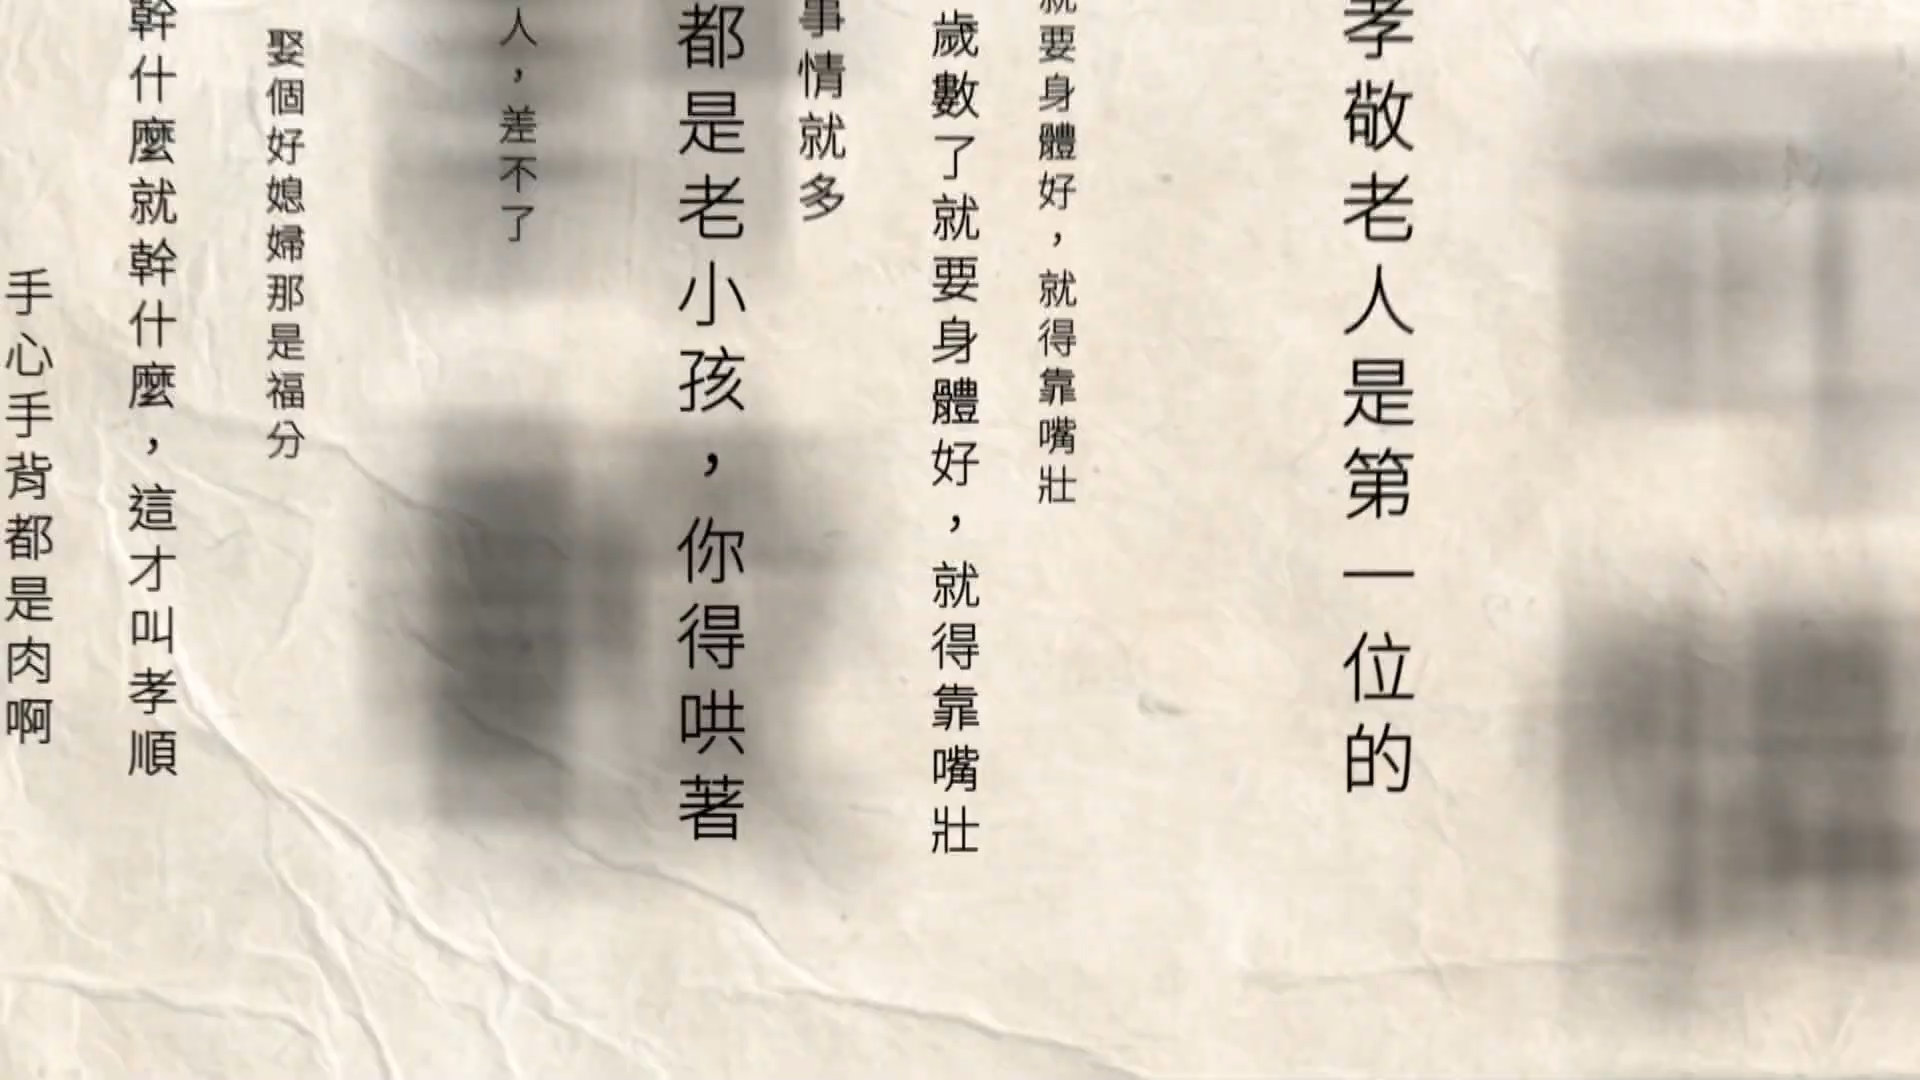 孝敬老人是第一位的
就要身體好，就得靠嘴壯
歲數了就要身體好，就得靠嘴壯
事情就多
都是老小孩，你得哄著
人，差不了
娶個好媳婦那是福分
幹什麼就幹什麼，這才叫孝順
手心手背都是肉啊